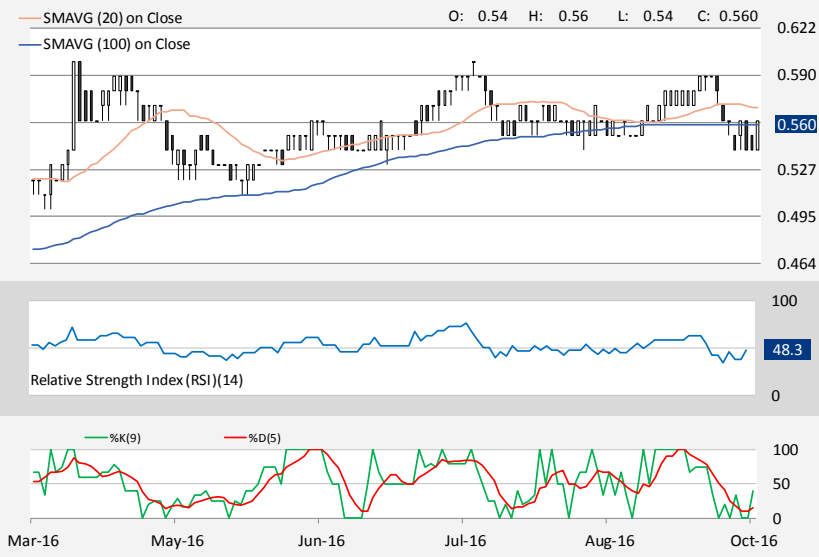 SMAVG (20) on Close
O: 0.54 H: 0.56 L: 0.54 C: 0.560
SMAVG (100) on Close
0.622
0.590
0.560
0.527
0.495
0.464
100
48.3
Relative Strength Index (RSI)(14)
0
%K(9) %D(5)
100
50
0
Mar-16 May-16 Jun-16 Jul-16 Aug-16 Oct-16